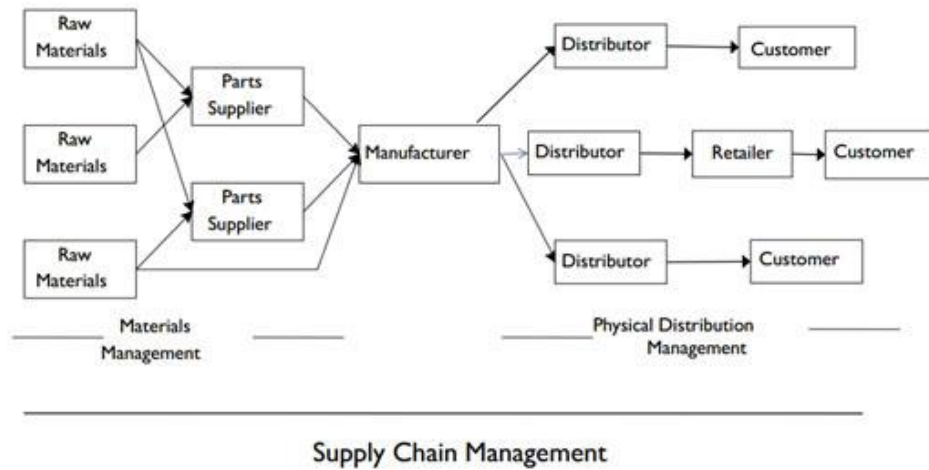 Raw
Materials
Parts
Supplier
Raw
Materials
Parts
Supplier
Raw
Materials
Manufacturer
Distributor
Customer
Distributor
Retailer
Customer
Distributor
Customer
Materials
Management
Physical Distribution
Management
Supply Chain Management